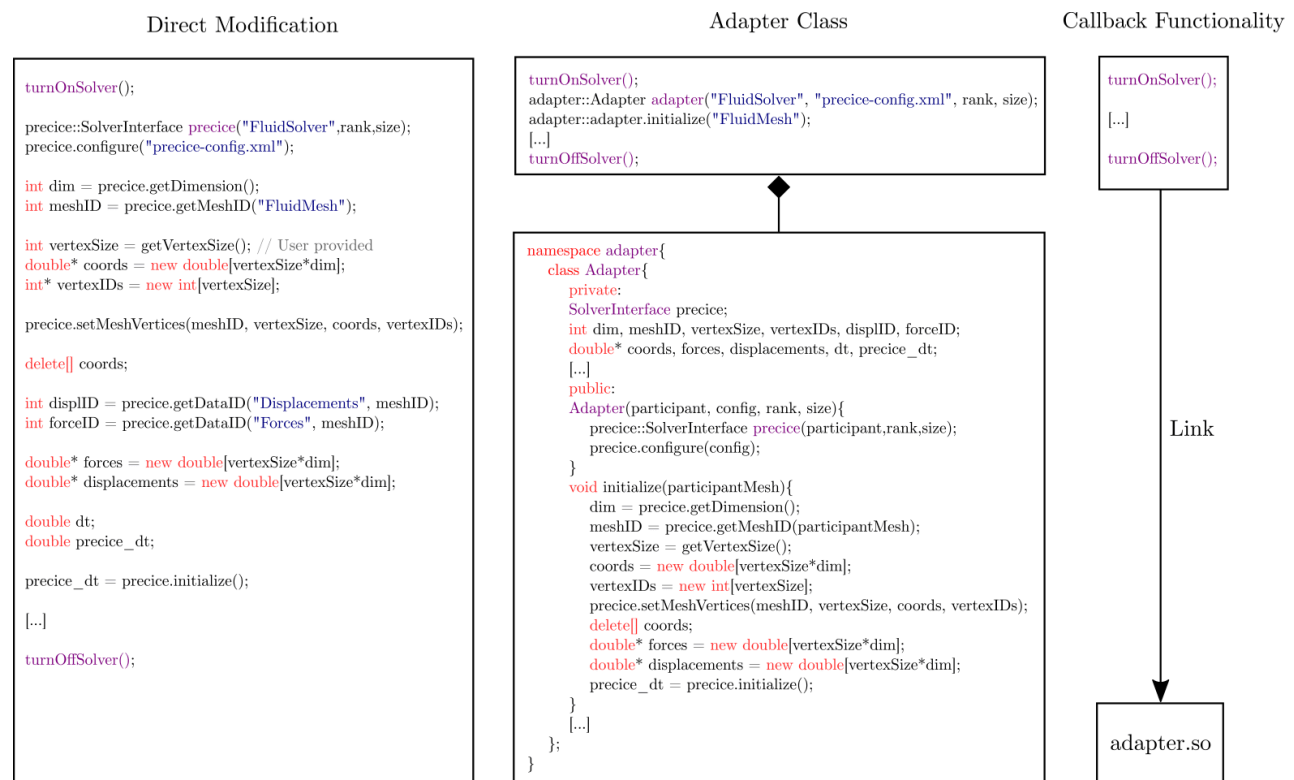 Direct Modification
turnOnSolver();
precice::SolverInterface precice("FluidSolver",rank,size);
precice.configure("precice-config.xml");
int dim = precice.getDimension();
int meshID = precice.getMeshID("FluidMesh");
int vertexSize = getVertexSize(); // User provided
double* coords = new double[vertexSize*dim];
int* vertexIDs = new int[vertexSize];
precice.setMeshVertices(meshID, vertexSize, coords, vertexIDs);
delete[] coords;
int displID = precice.getDataID("Displacements", meshID);
int forceID = precice.getDataID("Forces", meshID);
double* forces = new double[vertexSize*dim];
double* displacements = new double[vertexSize*dim];
double dt;
double precice_dt;
precice_dt = precice.initialize();
[...]
turnOffSolver();
Adapter Class
turnOnSolver();
adapter::Adapter adapter("FluidSolver", "precice-config.xml", rank, size);
adapter::adapter.initialize("FluidMesh");
[...]
turnOffSolver();
namespace adapter{
class Adapter{
private:
SolverInterface precice;
int dim, meshID, vertexSize, vertexIDs, displID, forceID;
double* coords, forces, displacements, dt, precice_dt;
[...]
public:
Adapter(participant, config, rank, size){
precice::SolverInterface precice(participant,rank,size);
precice.configure(config);
}
void initialize(participantMesh){
dim = precice.getDimension();
meshID = precice.getMeshID(participantMesh);
vertexSize = getVertexSize();
coords = new double[vertexSize*dim];
vertexIDs = new int[vertexSize];
precice.setMeshVertices(meshID, vertexSize, coords, vertexIDs);
delete[] coords;
double* forces = new double[vertexSize*dim];
double* displacements = new double[vertexSize*dim];
precice_dt = precice.initialize();
}
[...]
};
}
Callback Functionality
turnOnSolver();
[...]
turnOffSolver();
Link
adapter.so